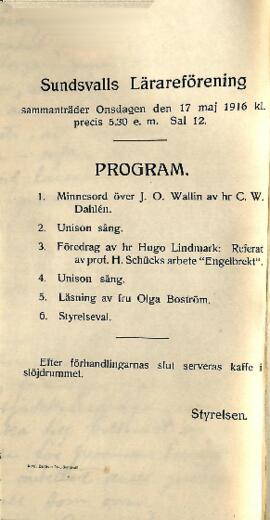 Sundsvalls Lärareförening
sammanträder Onsdagen den 17 maj 1916 kl.
precis 5.30 e. m. Sal 12.
PROGRAM.
1. Minnesord över J. O. Wallin av hr C. W.
Dahlén.
2. Unison sång.
3. Föredrag av hr Hugo Lindmark: Referat
av prof. H. Schücks arbete "Engelbrekt".
4. Unison sång.
5. Läsning av fru Olga Boström.
6. Styrelseval.
Efter förhandlingarnas slut serveras kaffe i
slöjdrummet.
Styrelsen.